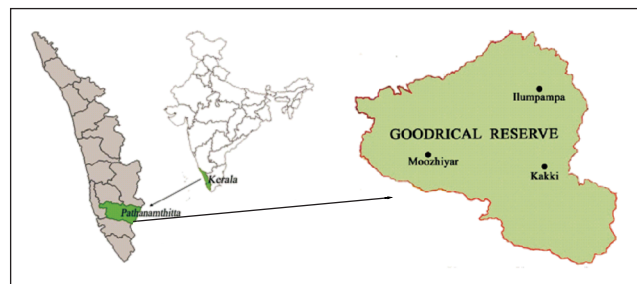 Kerala
Pathanamthitta
Ilumpampa
GOODRICAL RESERVE
Moozhiyar
Kakki